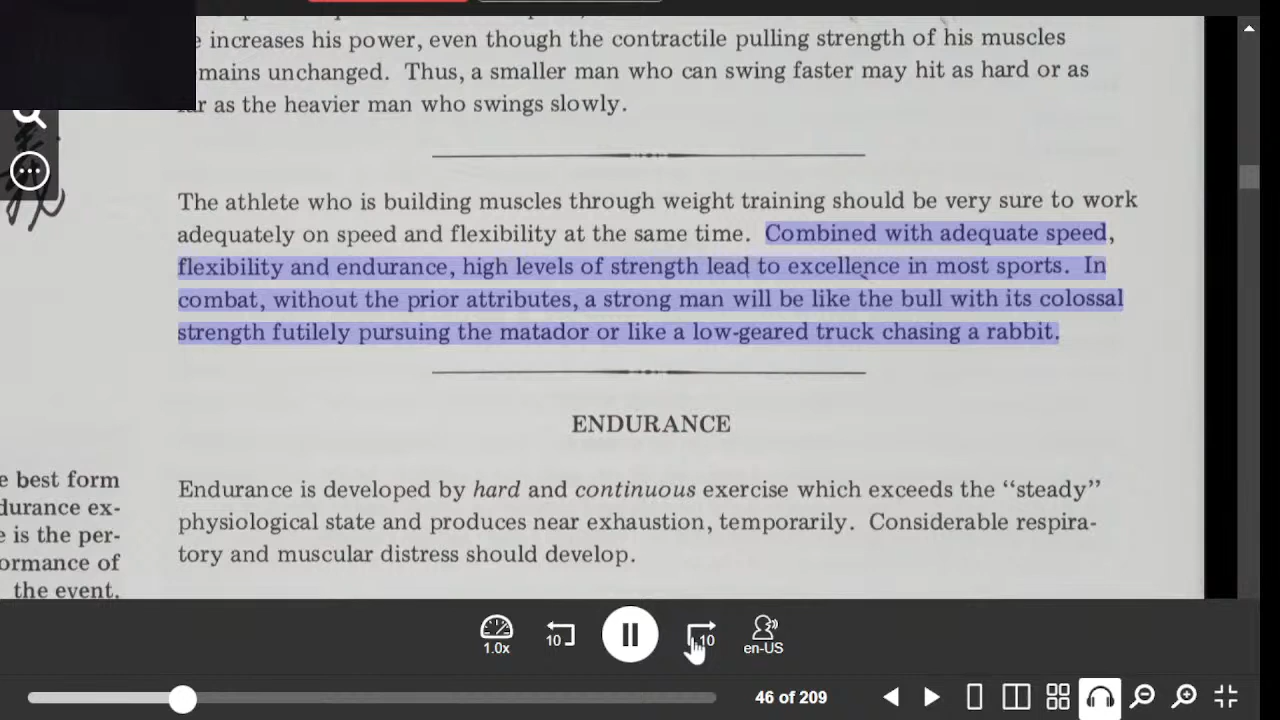 increases his power, even though the contractile pulling strength of his muscles
mains unchanged. Thus, a smaller man who can swing faster may hit as hard or as
as the heavier man who swings slowly.
The athlete who is building muscles through weight training should be very sure to work
adequately on speed and flexibility at the same time. Combined with adequate speed,
flexibility and endurance, high levels of strength lead to excellence in most sports. In
combat, without the prior attributes, a strong man will be like the bull with its colossal
strength futilely pursuing the matador or like a low-geared truck chasing a rabbit.
ENDURANCE
e best form
durance ex-
e is the per-
ormance of
the event.
Endurance is developed by hard and continuous exercise which exceeds the “steady”
physiological state and produces near exhaustion, temporarily. Considerable respira-
tory and muscular distress should develop.
1.0x
10
10
en-US
46 of 209